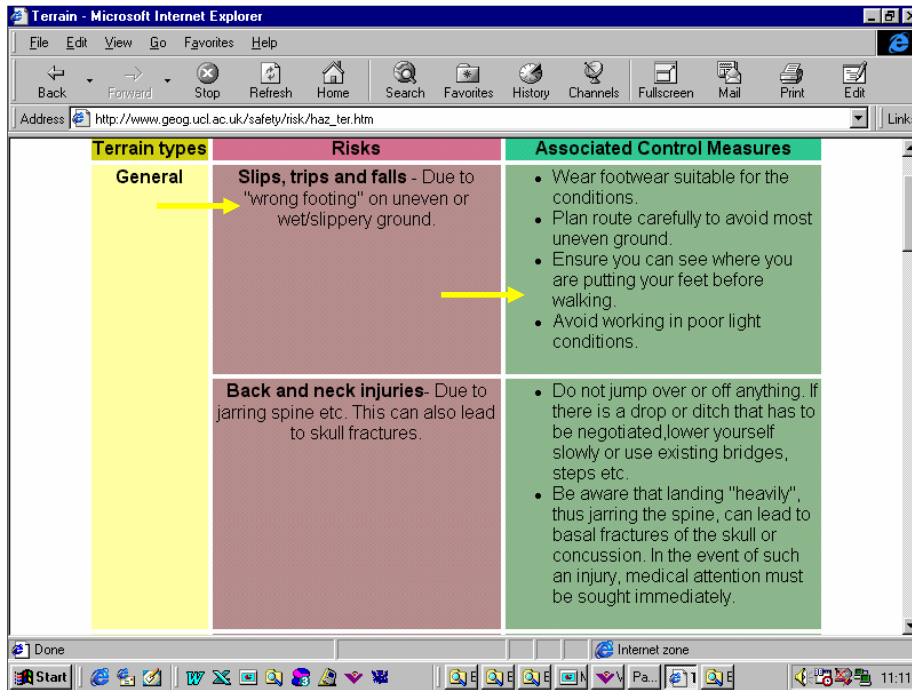 Terrain - Microsoft Internet Explorer
File Edit View Go Favorites Help
Back Forward Stop Refresh Home Search Favorites History Channels Fullscreen Mail Print Edit
Address http://www.geog.ucl.ac.uk/safety/risk/haz_ter.htm Link
Terrain types Risks Associated Control Measures
General
Slips, trips and falls - Due to
"wrong footing" on uneven or
wet/slippery ground.
• Wear footwear suitable for the
conditions.
• Plan route carefully to avoid most
uneven ground.
• Ensure you can see where you
are putting your feet before
walking.
• Avoid working in poor light
conditions.
Back and neck injuries- Due to
jarring spine etc. This can also lead
to skull fractures.
• Do not jump over or off anything. If
there is a drop or ditch that has to
be negotiated,lower yourself
slowly or use existing bridges,
steps etc.
• Be aware that landing "heavily",
thus jarring the spine, can lead to
basal fractures of the skull or
concussion. In the event of such
an injury, medical attention must
be sought immediately.
Done Internet zone
Start Pa... 11:11